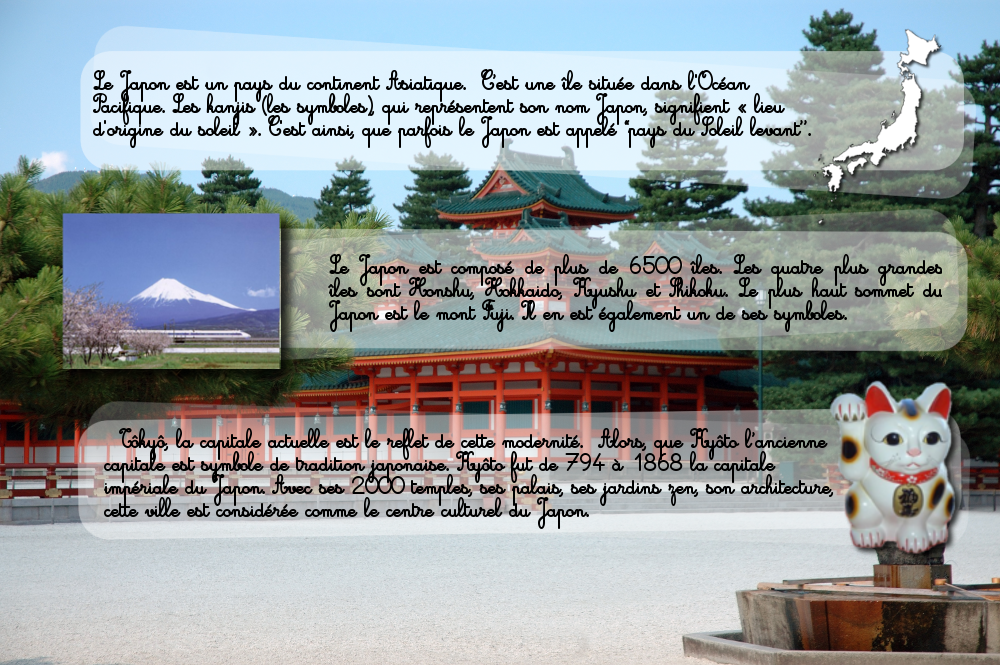 Le Japon est un pays du continent Asiatique. C'est une île située dans l'Océan
Pacifique. Les kanjis (les symboles), qui représentent son nom Japon, signifient « lieu
d'origine du soleil ». C'est ainsi, que parfois le Japon est appelé "pays du Soleil levant".
Le Japon est composé de plus de 6500 îles. Les quatre plus grandes
îles sont Honshu, Hokkaido, Kyushu et Shikoku. Le plus haut sommet du
Japon est le mont Fuji. Il en est également un de ses symboles.
Tôkyô, la capitale actuelle est le reflet de cette modernité. Alors, que Kyôto l'ancienne
capitale est symbole de tradition japonaise. Kyôto fut de 794 à 1868 la capitale
impériale du Japon. Avec ses 2000 temples, ses palais, ses jardins zen, son architecture,
cette ville est considérée comme le centre culturel du Japon.